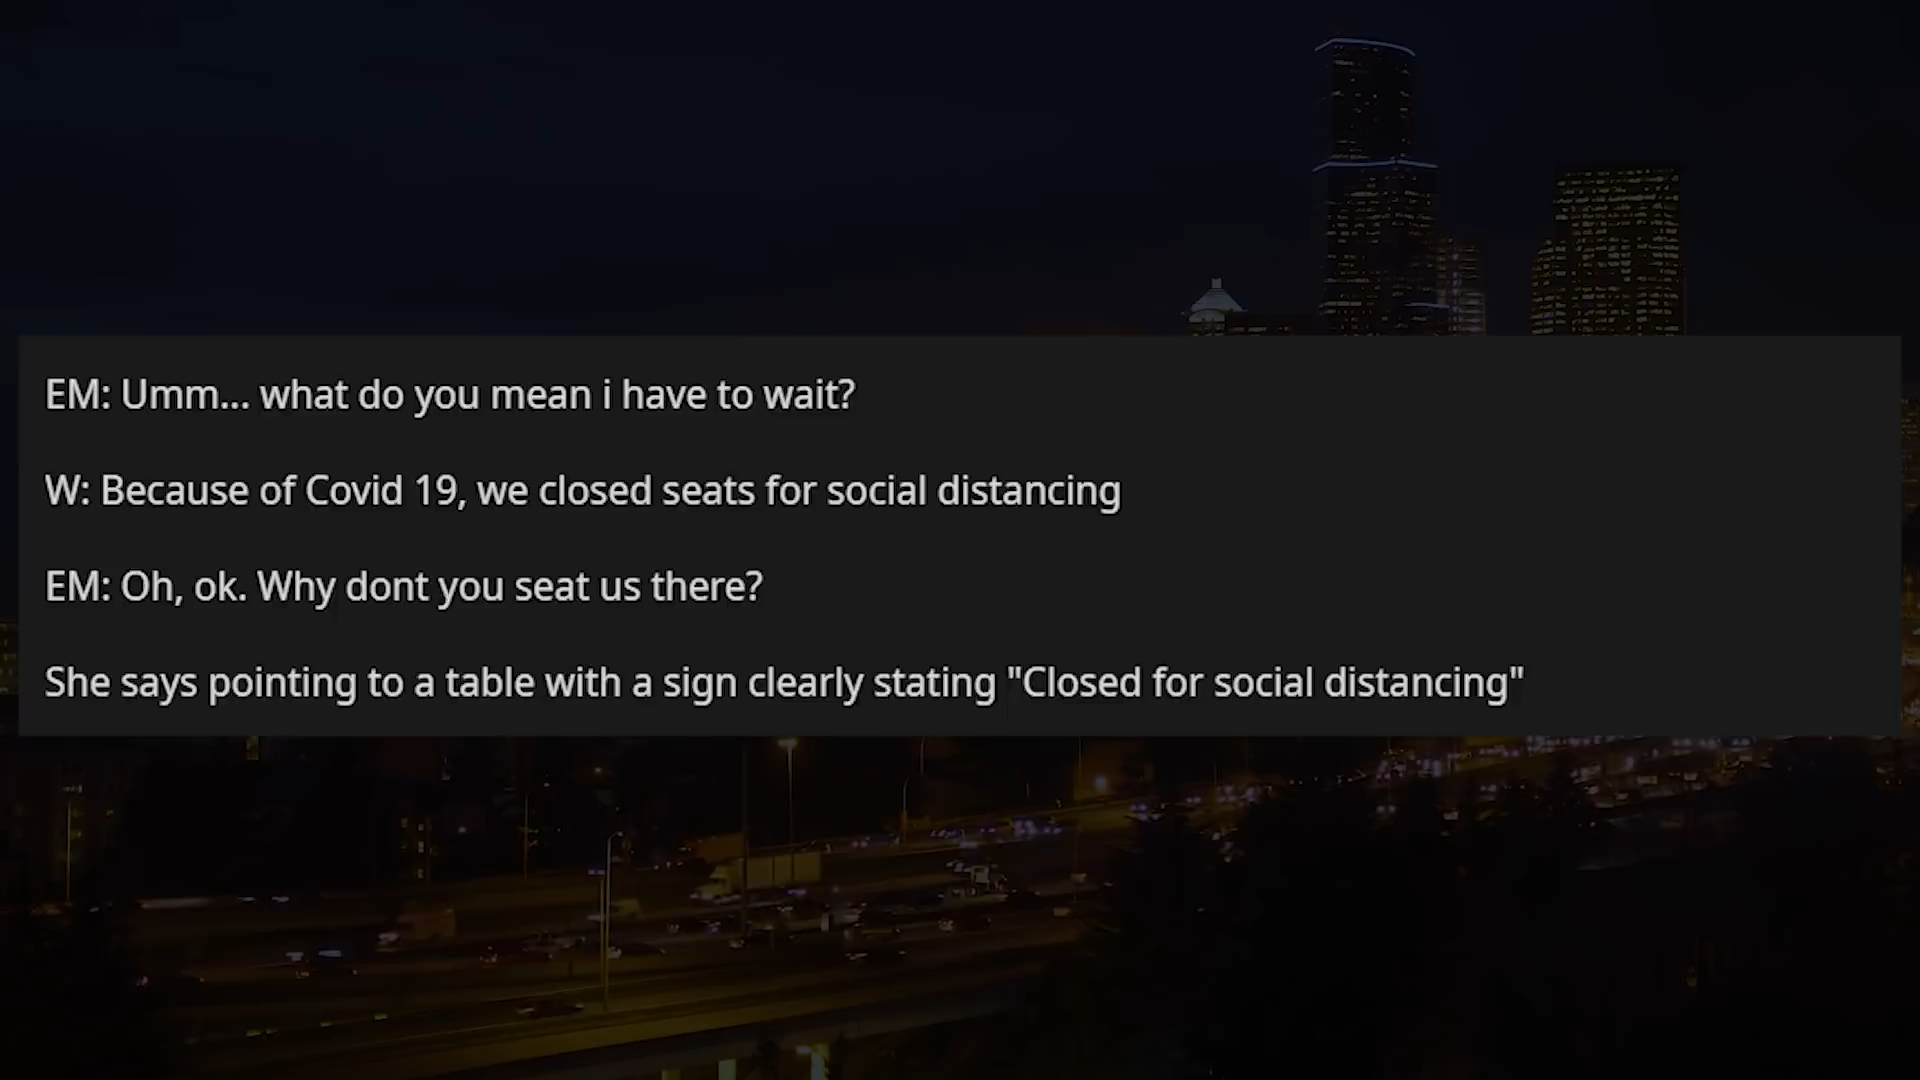 EM: Umm... what do you mean i have to wait?
W: Because of Covid 19, we closed seats for social distancing
EM: Oh, ok. Why dont you seat us there?
She says pointing to a table with a sign clearly stating "Closed for social distancing"